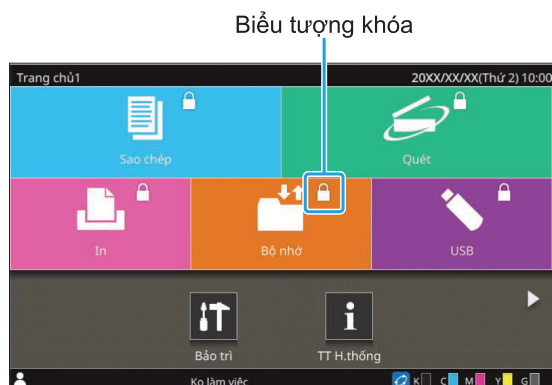 Biểu tượng khóa
Trang chủ1 20XX/XX/XX(Thứ 2) 10:00
Sao chép Quét
In Bộ nhớ USB
Bảo trì TT H.thống
Ko làm việc K C M Y G